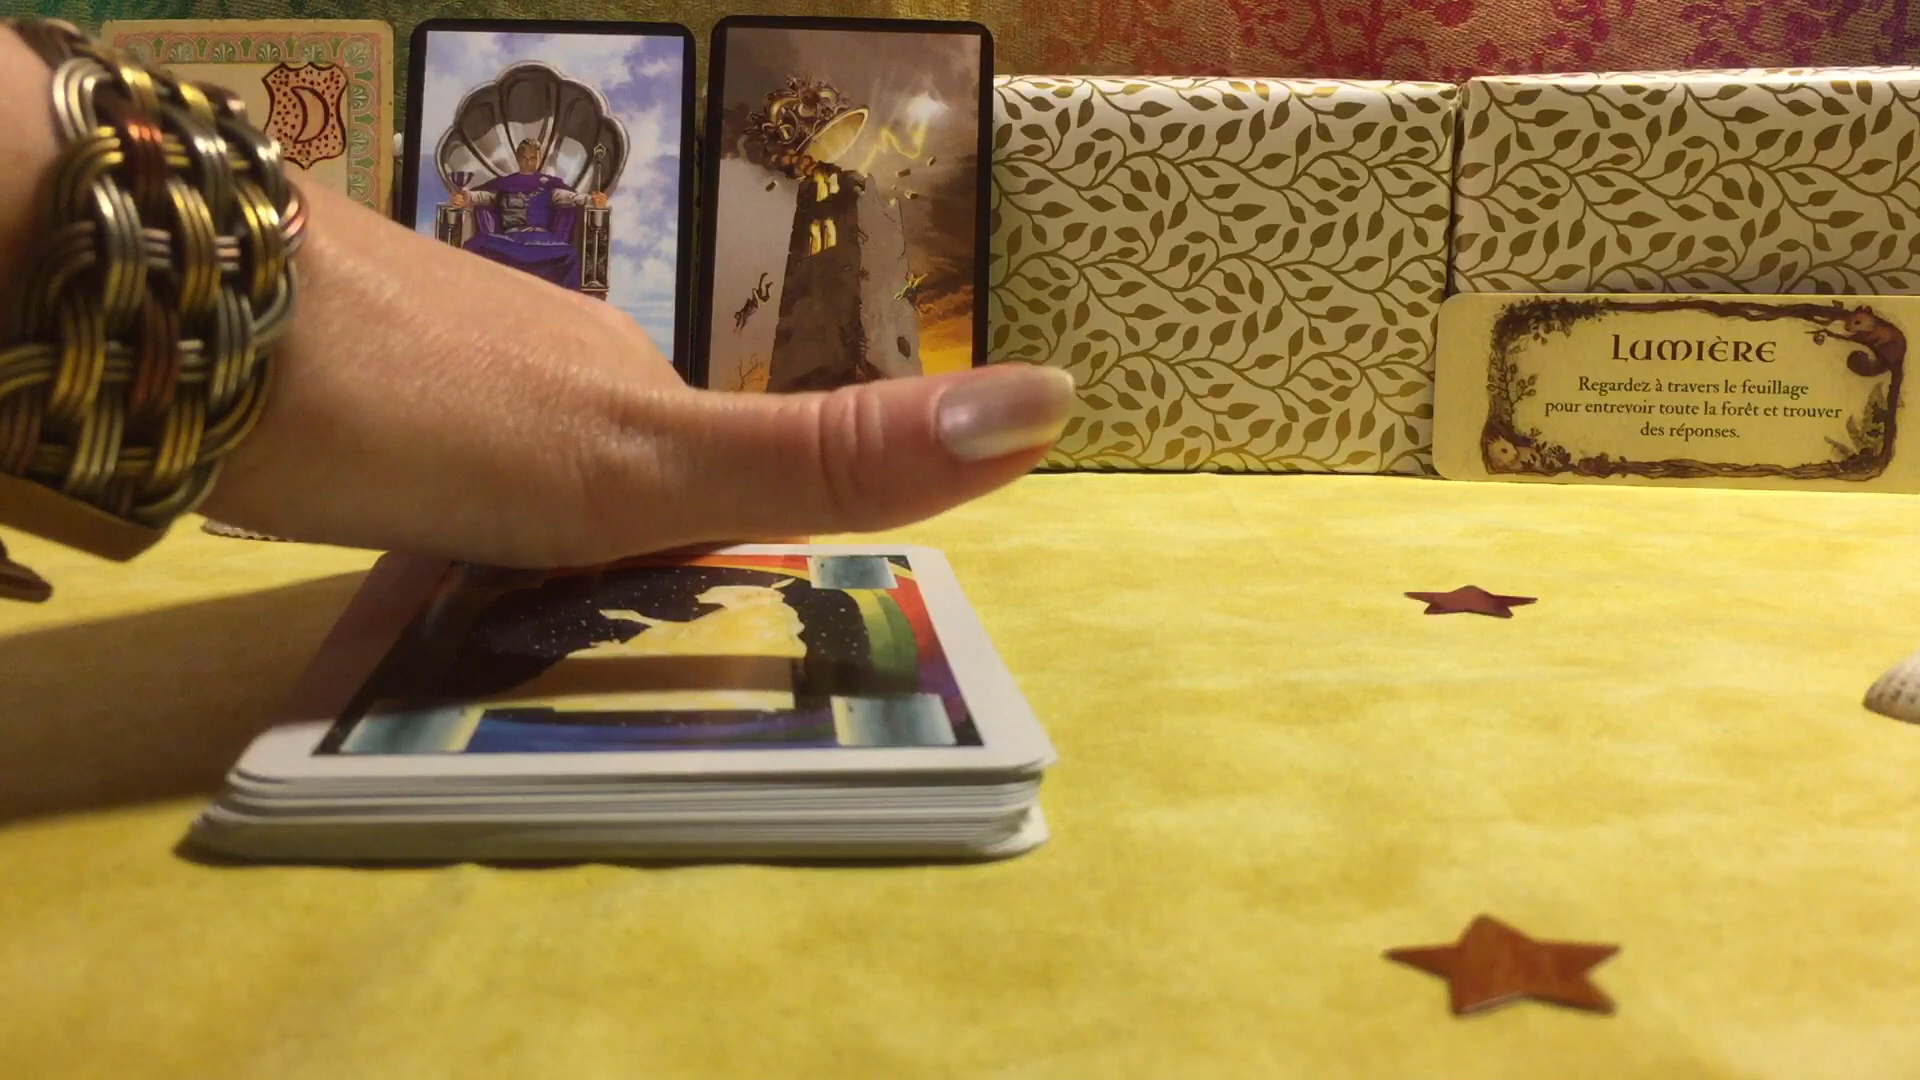 LUMIÈRE
Regardez à travers le feuillage
pour entrevoir toute la forêt et trouver
des réponses.